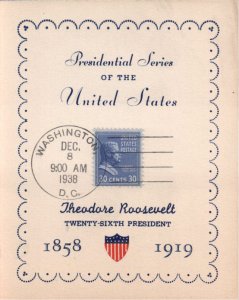 Presidential Series
OF THE
United States
WASHINGTON
DEC.
8
9:00 AM
1938
D.C.
STATES
POSTAGE
30 CENTS 30
Theodore Roosevelt
TWENTY-SIXTH PRESIDENT
1858
1919